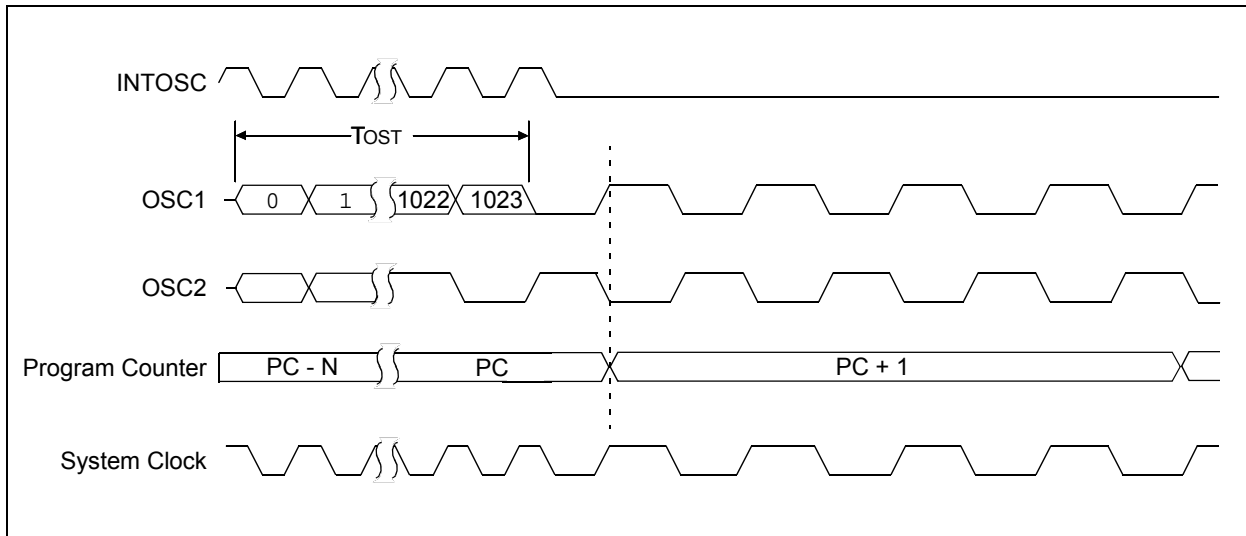 INTOSC
TOST
OSC1 0 1 1022 1023
OSC2
Program Counter PC - N PC PC + 1
System Clock